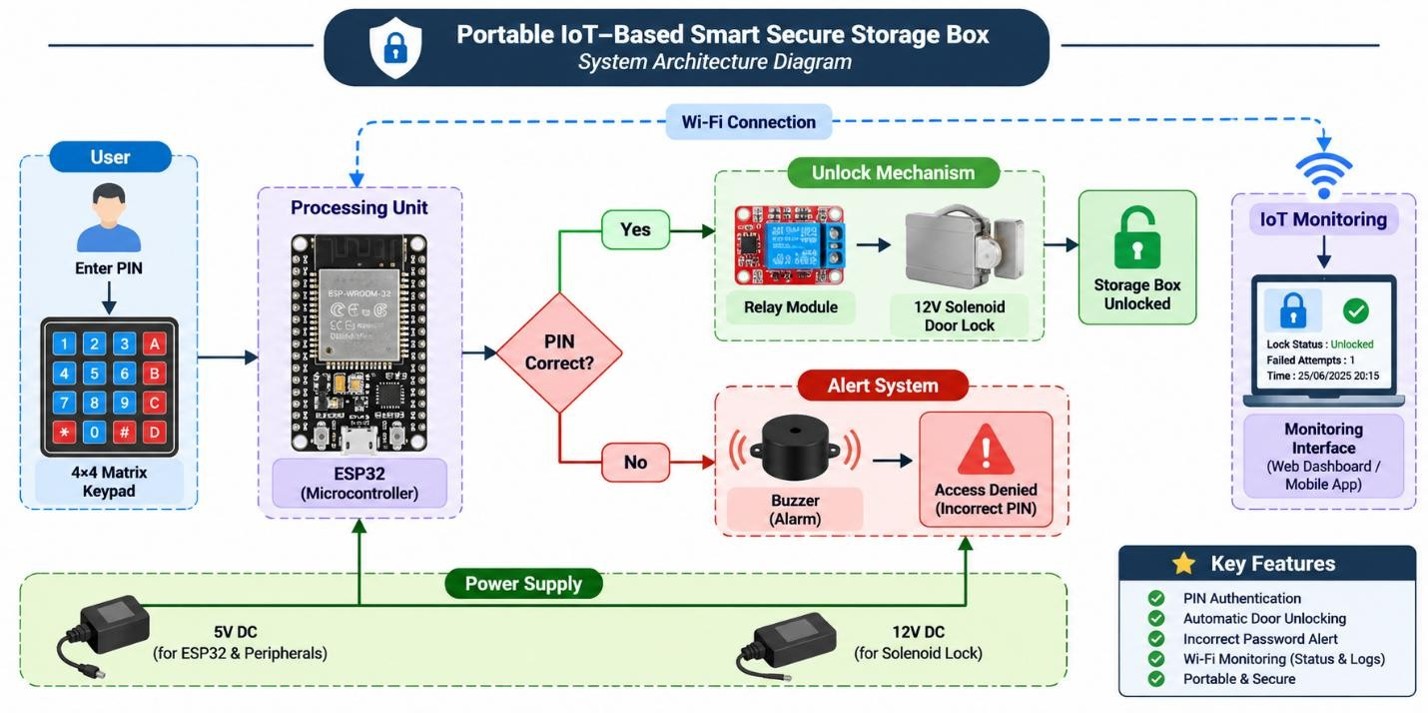 Portable IoT–Based Smart Secure Storage Box
System Architecture Diagram
Wi-Fi Connection
User
Enter PIN
1 2 3 A
4 5 6 B
7 8 9 C
* 0 # D
4×4 Matrix
Keypad
Processing Unit
ESP-WROOM-32
ESP32
(Microcontroller)
PIN
Correct?
Yes
No
Unlock Mechanism
Relay Module
12V Solenoid
Door Lock
Storage Box
Unlocked
Alert System
Buzzer
(Alarm)
Access Denied
(Incorrect PIN)
IoT Monitoring
Lock Status : Unlocked
Failed Attempts : 1
Time : 25/06/2025 20:15
Monitoring
Interface
(Web Dashboard /
Mobile App)
Power Supply
5V DC
(for ESP32 & Peripherals)
12V DC
(for Solenoid Lock)
Key Features
PIN Authentication
Automatic Door Unlocking
Incorrect Password Alert
Wi-Fi Monitoring (Status & Logs)
Portable & Secure